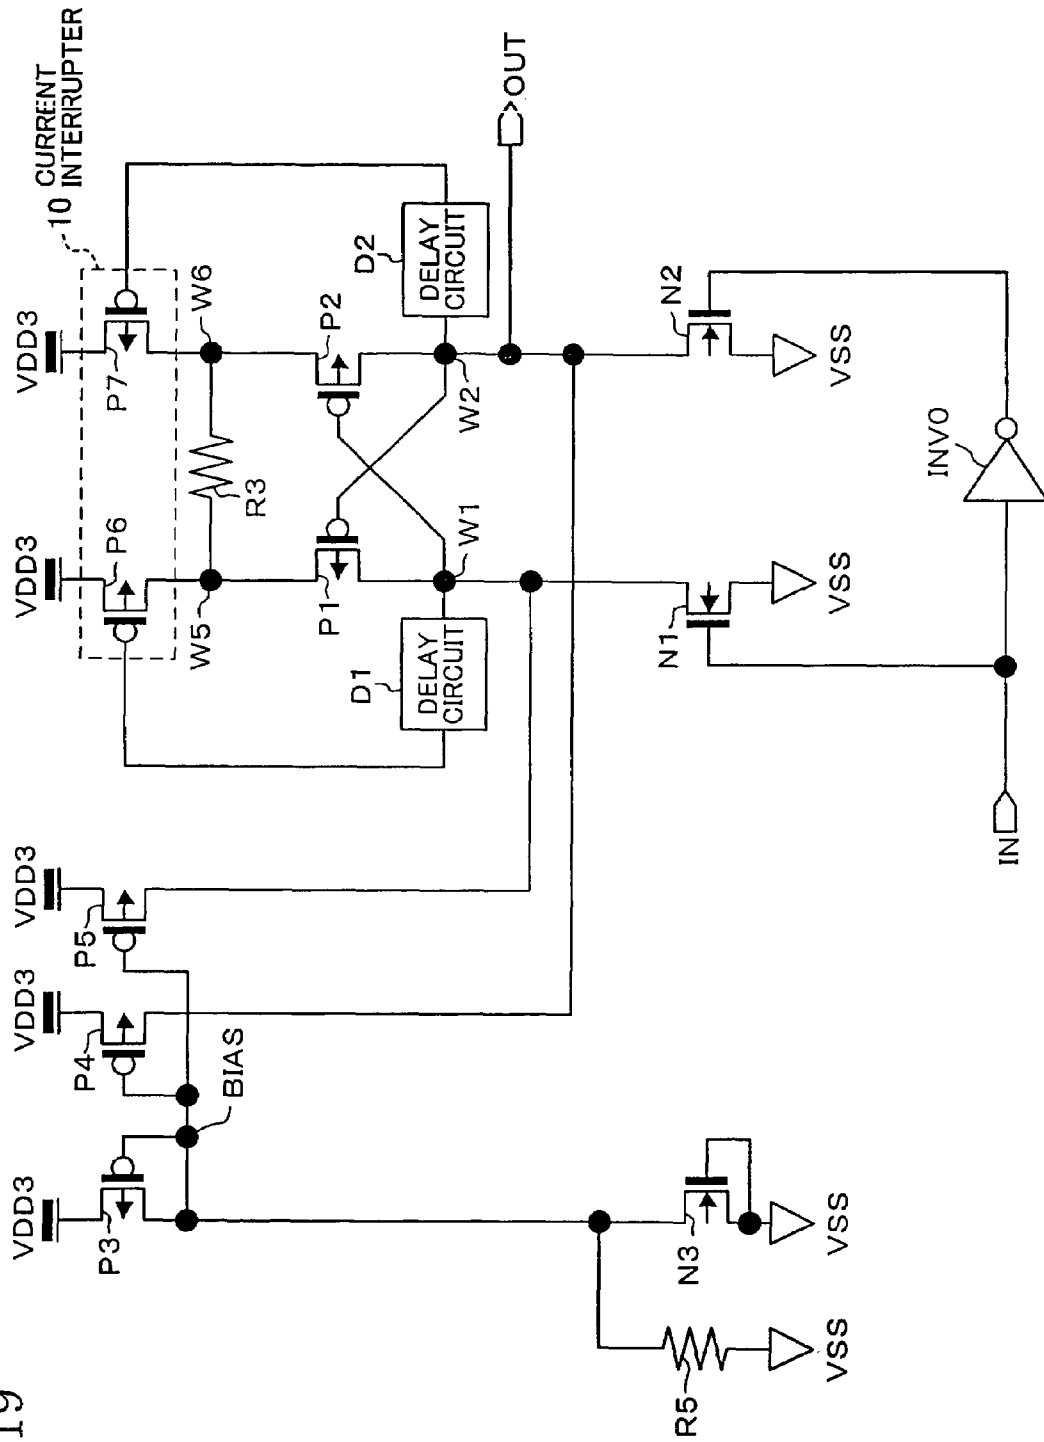 10 CURRENT
INTERRUPTER
VDD3
VDD3
VDD3
VDD3
VDD3
P7
P6
P5
P4
P3
W6
W5
R3
P2
P1
D2
DELAY
CIRCUIT
D1
DELAY
CIRCUIT
W2
W1
OUT
BIAS
N2
N1
N3
R5
VSS
VSS
VSS
VSS
INV0
IN
19